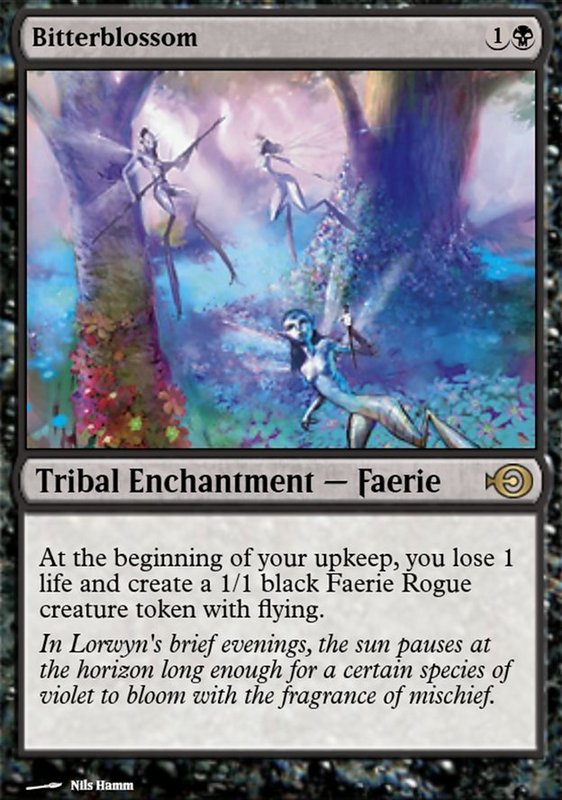 Bitterblossom 1
Tribal Enchantment — Faerie
At the beginning of your upkeep, you lose 1
life and create a 1/1 black Faerie Rogue
creature token with flying.
In Lorwyn's brief evenings, the sun pauses at
the horizon long enough for a certain species of
violet to bloom with the fragrance of mischief.
Nils Hamm